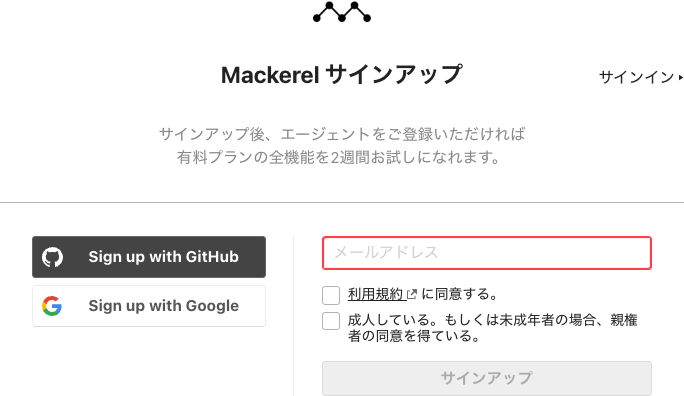 Mackerel サインアップ
サインイン
サインアップ後、エージェントをご登録いただければ
有料プランの全機能を2週間お試しになれます。
Sign up with GitHub
Sign up with Google
メールアドレス
利用規約 に同意する。
成人している。もしくは未成年者の場合、親権
者の同意を得ている。
サインアップ